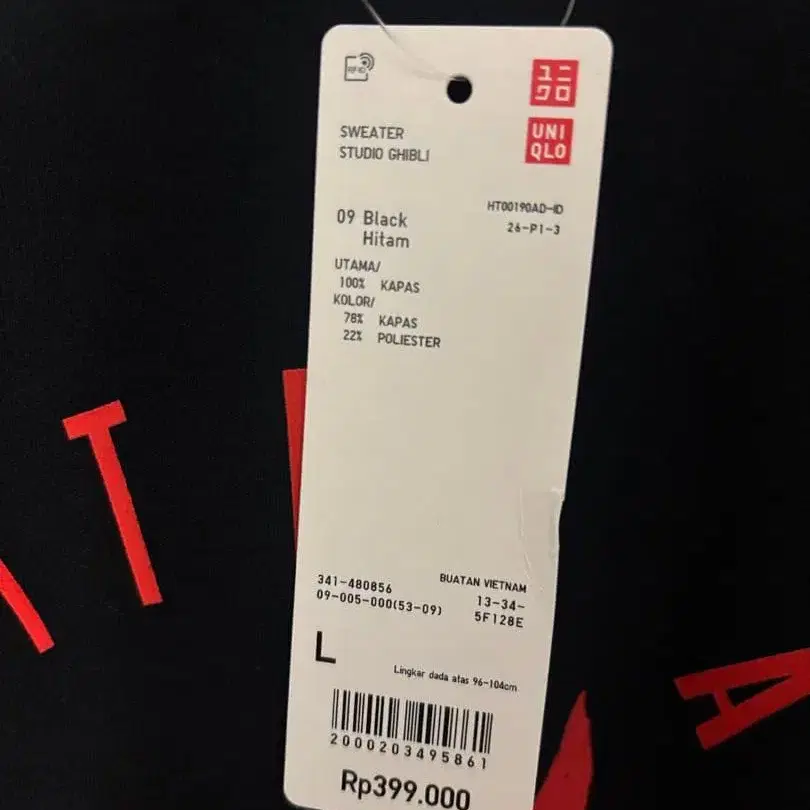 RFID
ユニ
クロ
UNI
QLO
SWEATER
STUDIO GHIBLI
HT00190AD-ID
26-P1-3
09 Black
Hitam
UTAMA/
100% KAPAS
KOLOR/
78% KAPAS
22% POLIESTER
341-480856
09-005-000(53-09)
BUATAN VIETNAM
13-34-
5F128E
L
Lingkar dada atas 96-104cm
2000203495861
Rp399.000
T
A